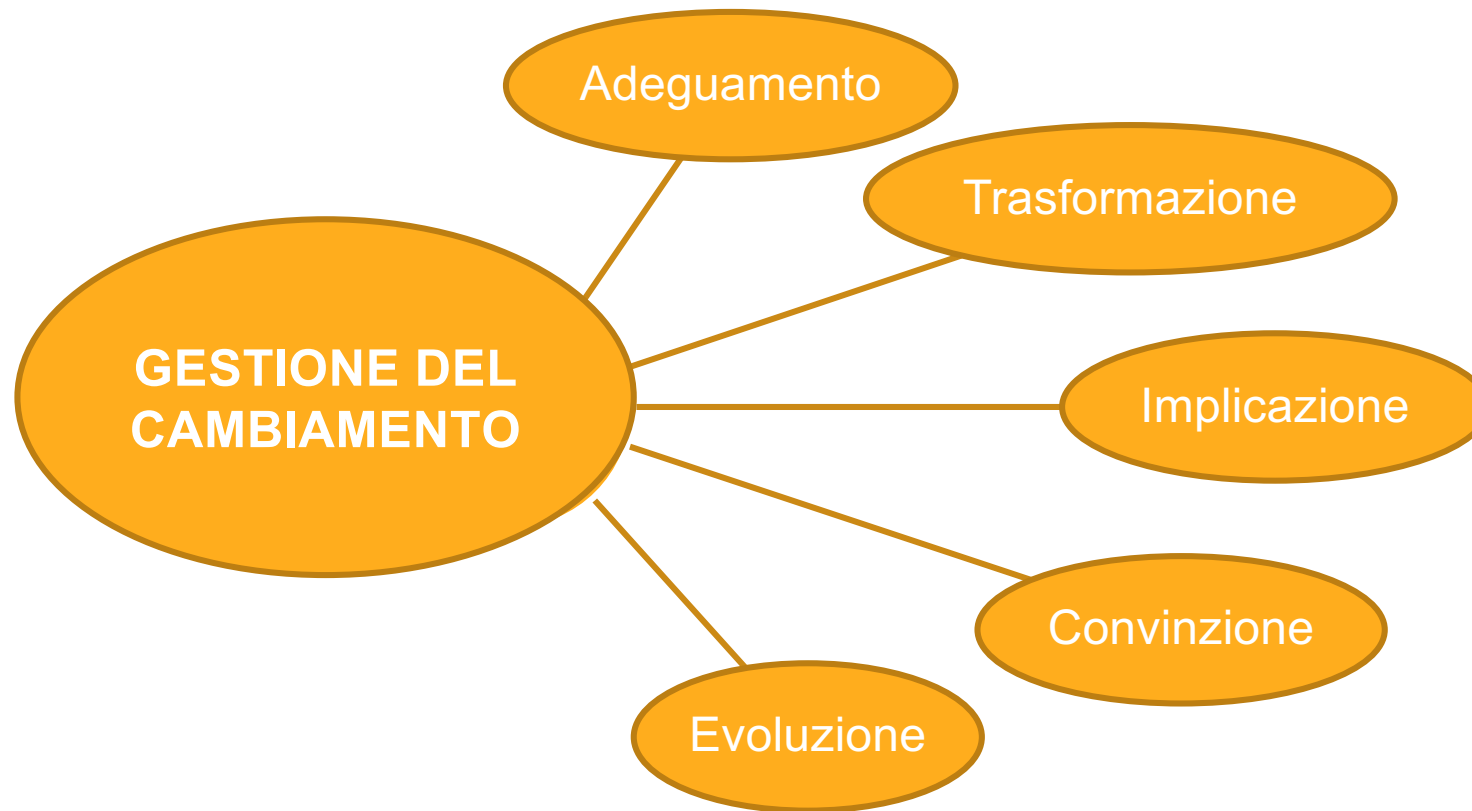 Adeguamento
Trasformazione
GESTIONE DEL
CAMBIAMENTO
Implicazione
Convinzione
Evoluzione